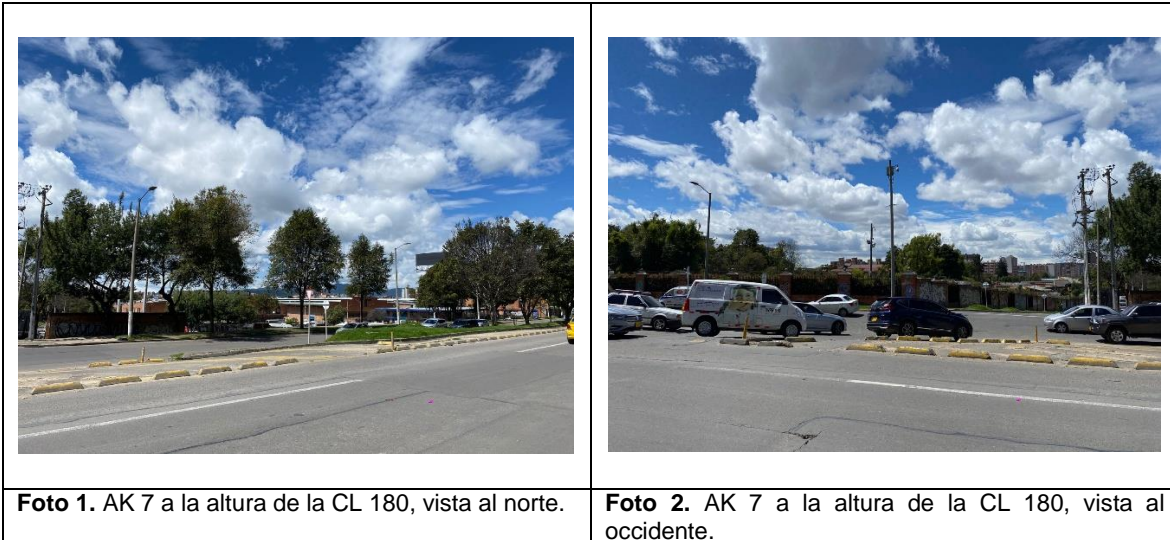 Foto 1. AK 7 a la altura de la CL 180, vista al norte.
Foto 2. AK 7 a la altura de la CL 180, vista al
occidente.